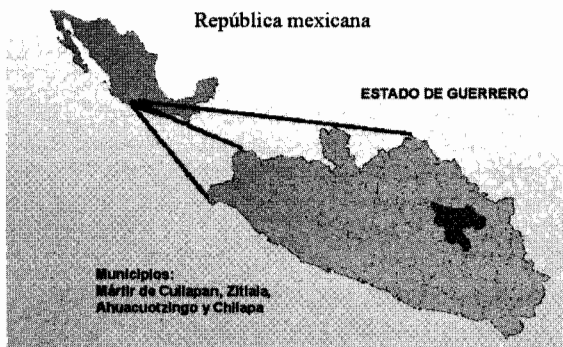 República mexicana
ESTADO DE GUERRERO
Municipios:
Mártir de Cuilapan, Zitlala,
Ahuacuotzingo y Chilapa